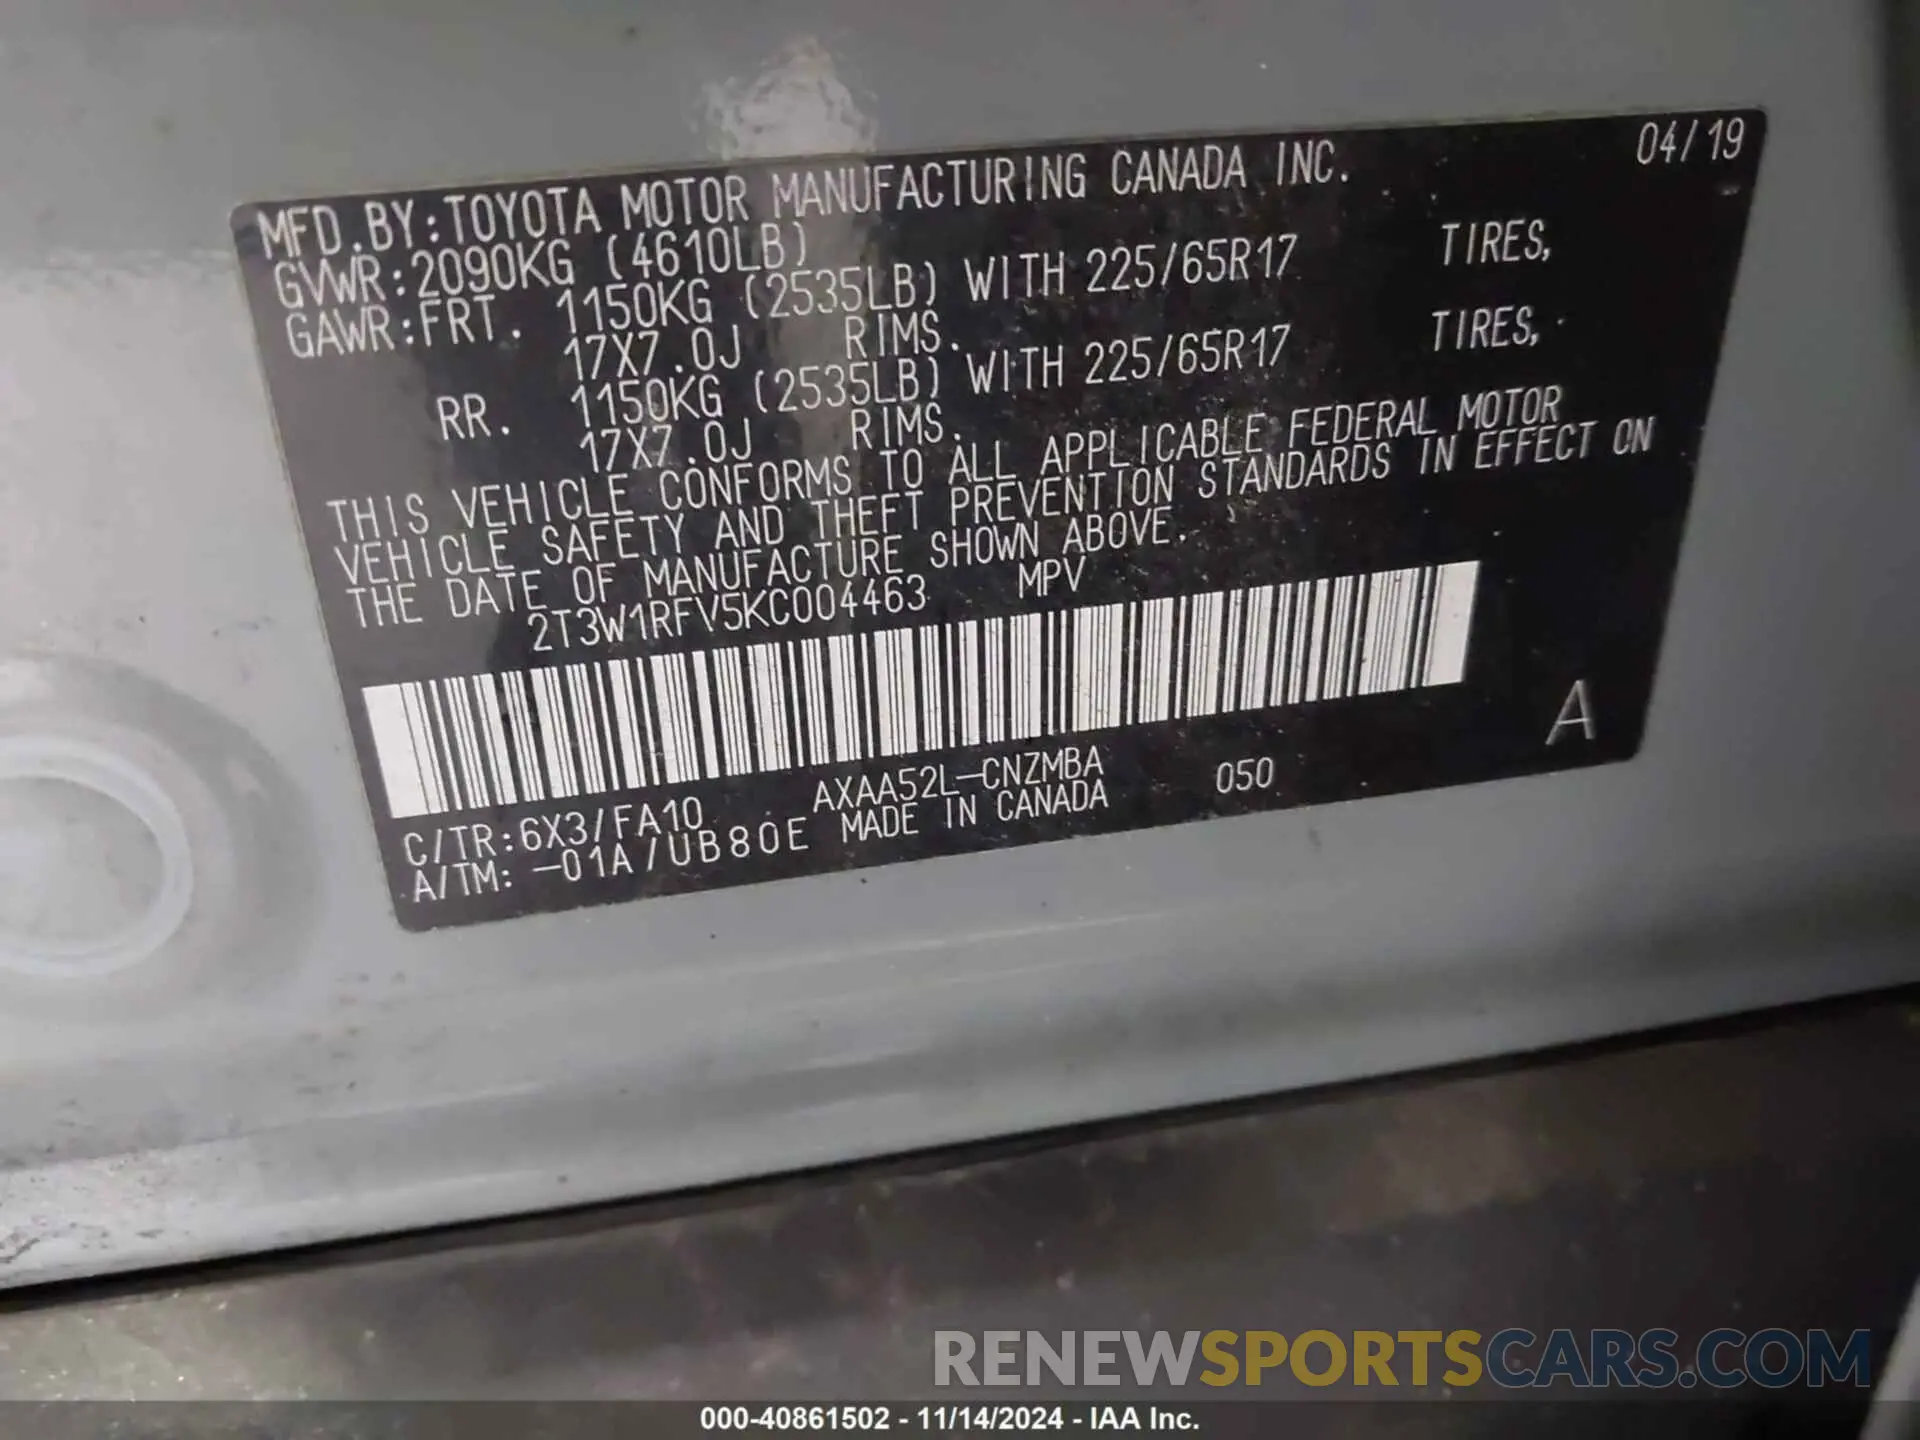 04/19
MFD.BY:TOYOTA MOTOR MANUFACTURING CANADA INC.
GVWR:2090KG (4610LB)
GAWR:FRT. 1150KG (2535LB) WITH 225/65R17 TIRES,
17X7.0J RIMS.
RR. 1150KG (2535LB) WITH 225/65R17 TIRES,
17X7.0J RIMS.
THIS VEHICLE CONFORMS TO ALL APPLICABLE FEDERAL MOTOR
VEHICLE SAFETY AND THEFT PREVENTION STANDARDS IN EFFECT ON
THE DATE OF MANUFACTURE SHOWN ABOVE.
2T3W1RFV5KC004463 MPV
A
C/TR:6X3/FA10 AXAA52L-CNZMBA 050
A/TM:-01A/UB80E MADE IN CANADA
RENEWSPORTSCARS.COM
000-40861502 - 11/14/2024 - IAA Inc.